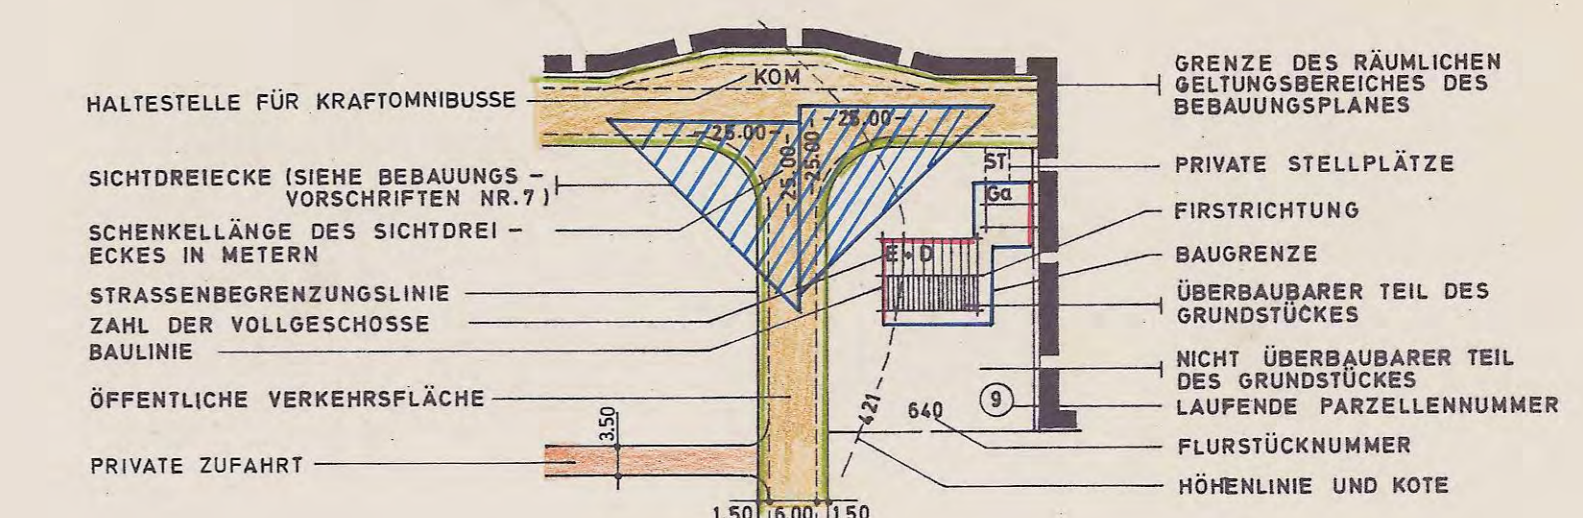 HALTESTELLE FÜR KRAFTOMNIBUSSE
SICHTDREIECKE (SIEHE BEBAUUNGS-
VORSCHRIFTEN NR.7)
SCHENKELLÄNGE DES SICHTDREI-
ECKES IN METERN
STRASSENBEGRENZUNGSLINIE
ZAHL DER VOLLGESCHOSSE
BAULINIE
ÖFFENTLICHE VERKEHRSFLÄCHE
PRIVATE ZUFAHRT
KOM
25.00
25.00
25.00
25.00
ST
Ga
E+D
3.50
421
640
9
1.50 6.00 1.50
GRENZE DES RÄUMLICHEN
GELTUNGSBEREICHES DES
BEBAUUNGSPLANES
PRIVATE STELLPLÄTZE
FIRSTRICHTUNG
BAUGRENZE
ÜBERBAUBARER TEIL DES
GRUNDSTÜCKES
NICHT ÜBERBAUBARER TEIL
DES GRUNDSTÜCKES
LAUFENDE PARZELLENNUMMER
FLURSTÜCKNUMMER
HÖHENLINIE UND KOTE